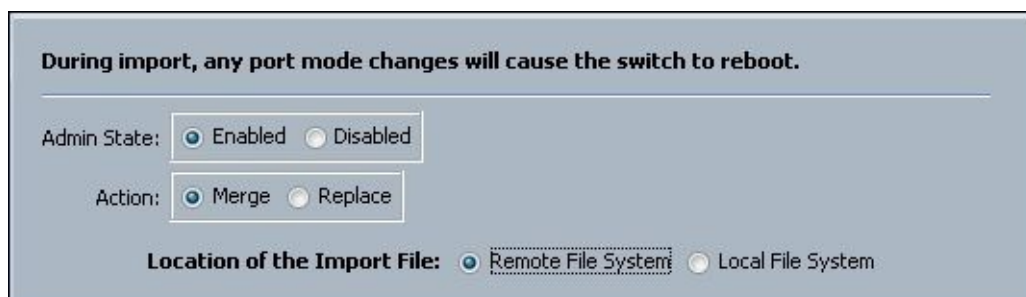 During import, any port mode changes will cause the switch to reboot.
Admin State: Enabled Disabled
Action: Merge Replace
Location of the Import File: Remote File System Local File System